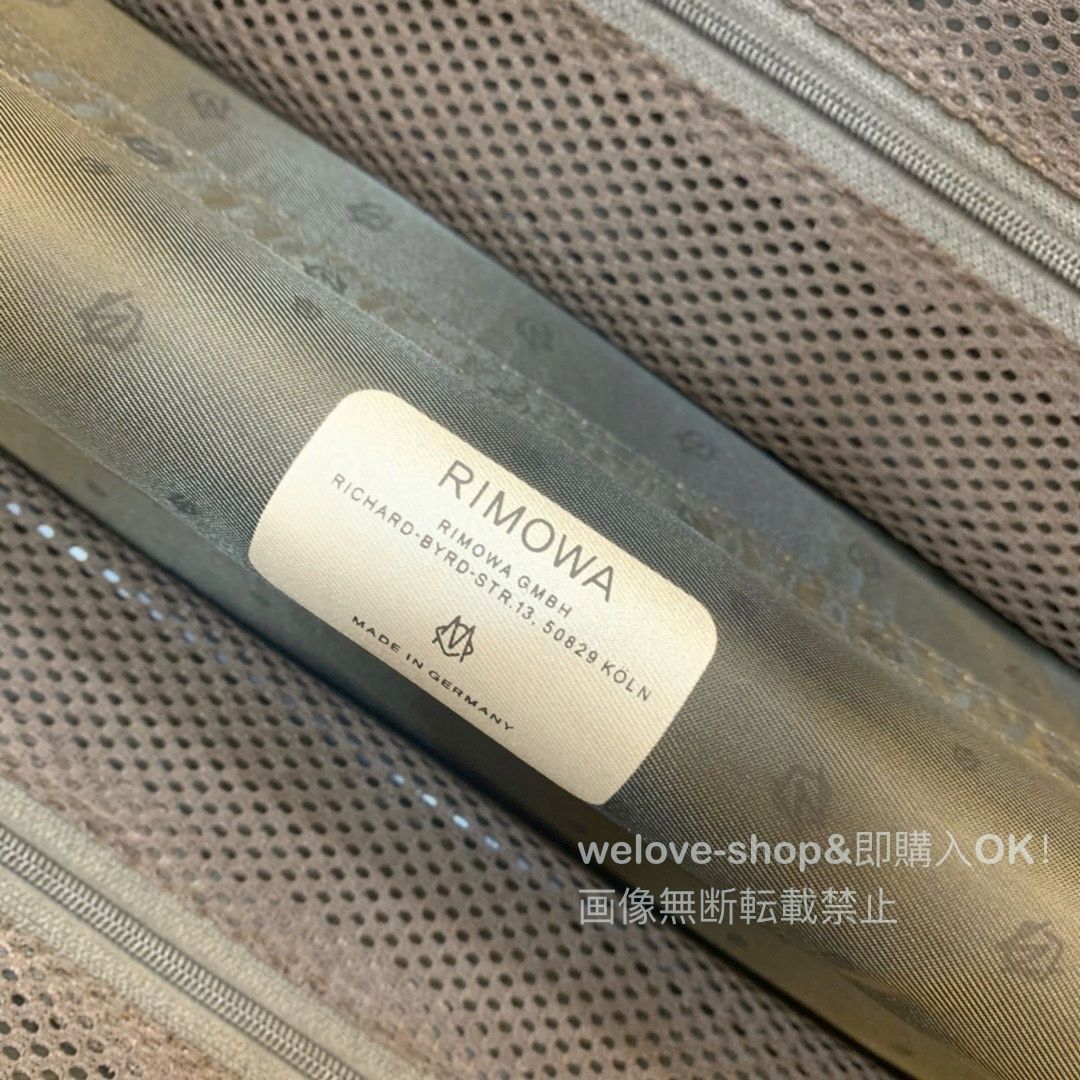 RIMOWA
RIMOWA GMBH
RICHARD-BYRD-STR.13, 50829 KÖLN
MADE IN GERMANY
welove-shop&即購入OK!
画像無断転載禁止